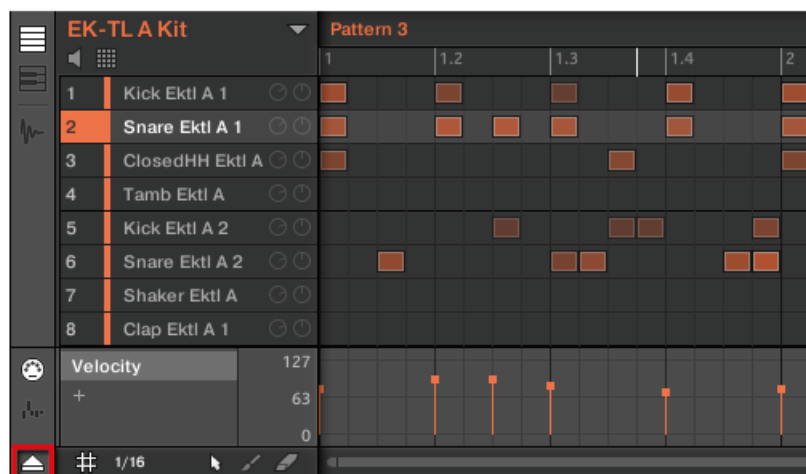 EK-TL A Kit
Pattern 3
1 1.2 1.3 1.4 2
1 Kick Ektl A 1
2 Snare Ektl A 1
3 ClosedHH Ektl A
4 Tamb Ektl A
5 Kick Ektl A 2
6 Snare Ektl A 2
7 Shaker Ektl A
8 Clap Ektl A 1
Velocity 127
+ 63
0
1/16